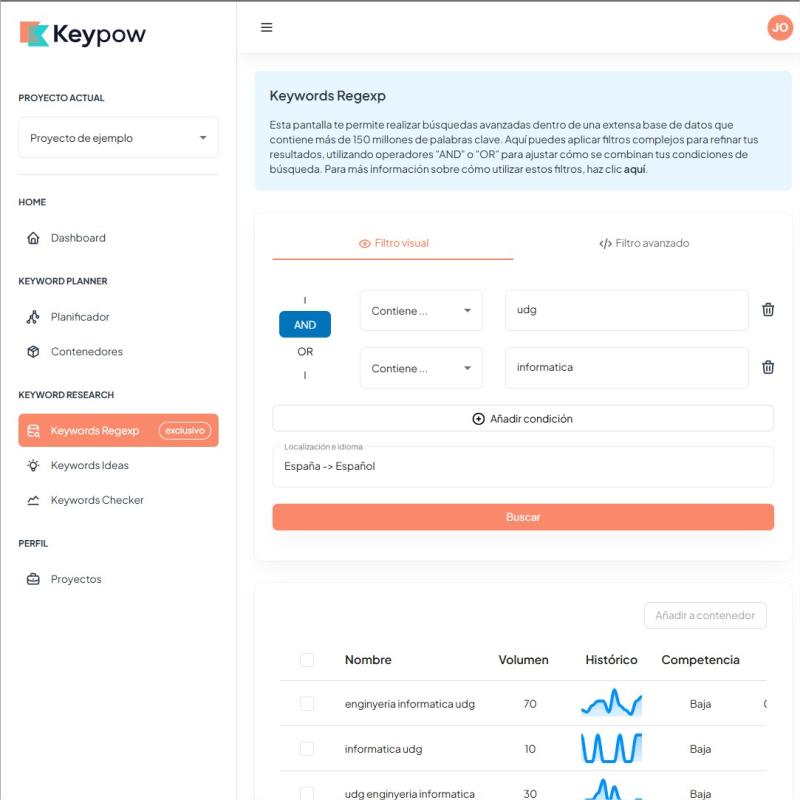 Keypow
JO
PROYECTO ACTUAL
Proyecto de ejemplo
HOME
Dashboard
KEYWORD PLANNER
Planificador
Contenedores
KEYWORD RESEARCH
Keywords Regexp exclusivo
Keywords Ideas
Keywords Checker
PERFIL
Proyectos
Keywords Regexp
Esta pantalla te permite realizar búsquedas avanzadas dentro de una extensa base de datos que
contiene más de 150 millones de palabras clave. Aquí puedes aplicar filtros complejos para refinar tus
resultados, utilizando operadores "AND" o "OR" para ajustar cómo se combinan tus condiciones de
búsqueda. Para más información sobre cómo utilizar estos filtros, haz clic aquí.
Filtro visual
Filtro avanzado
AND
OR
Contiene ...
udg
Contiene ...
informatica
Añadir condición
Localización e idioma
España -> Español
Buscar
Añadir a contenedor
Nombre Volumen Histórico Competencia
enginyeria informatica udg 70 Baja
informatica udg 10 Baja
udg enginyeria informatica 30 Baja